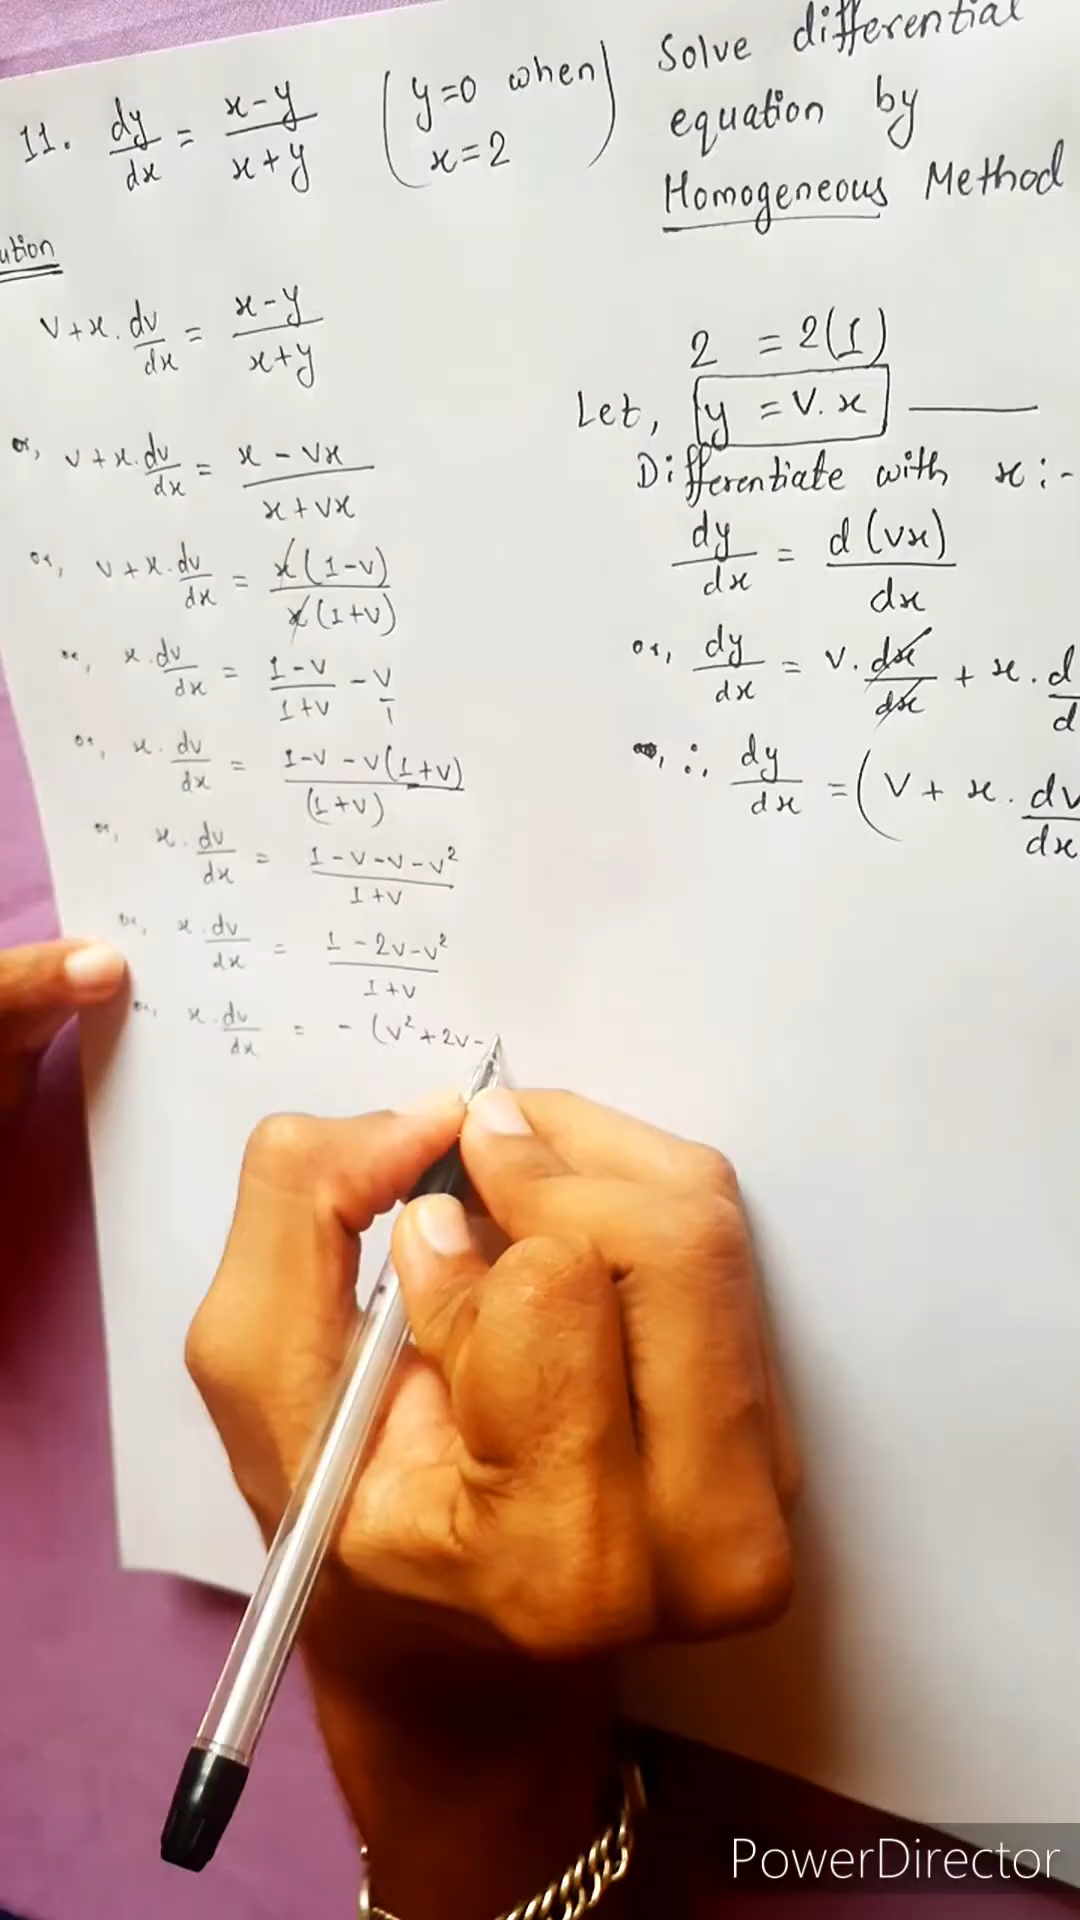 11. dy/dx = x-y/x+y (y=0 when x=2)
Solve differential
equation by
Homogeneous Method
ution
v+x.dv/dx = x-y/x+y
or, v+x.dv/dx = x - vx/x+vx
or, v+x.dv/dx = x(1-v)/x(1+v)
or, x.dv/dx = 1-v/1+v - v/1
or, x.dv/dx = 1-v-v(1+v)/(1+v)
or, x.dv/dx = 1-v-v-v²/1+v
or, x.dv/dx = 1-2v-v²/1+v
or, x.dv/dx = - (v²+2v-
2 = 2(1)
Let, y = v.x
Differentiate with x:-
dy/dx = d(vx)/dx
or, dy/dx = v.dx/dx + x.d/d
∴ dy/dx = (v + x.dv/dx
PowerDirector